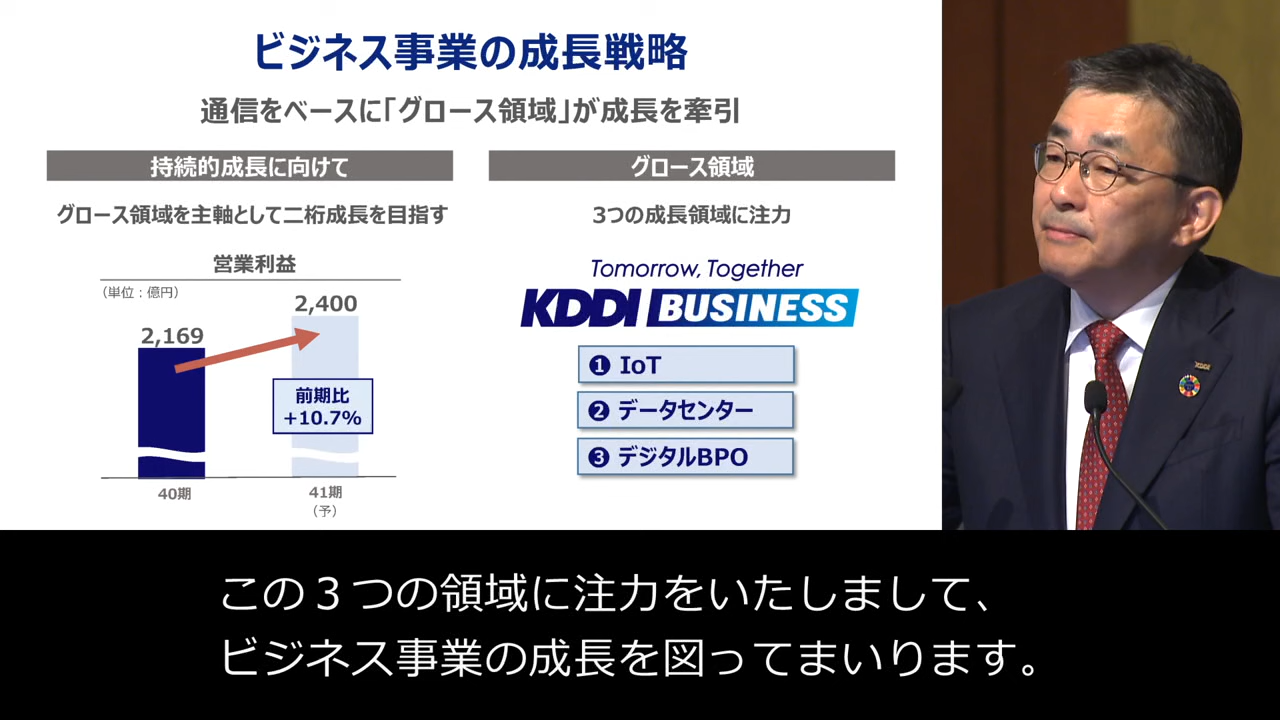 ビジネス事業の成長戦略
通信をベースに「グロース領域」が成長を牽引
持続的成長に向けて
グロース領域を主軸として二桁成長を目指す
営業利益
（単位：億円）
2,169
2,400
前期比
+10.7%
40期
41期
（予）
グロース領域
3つの成長領域に注力
Tomorrow, Together
KDDI BUSINESS
❶ IoT
❷ データセンター
❸ デジタルBPO
KDDI
この３つの領域に注力をいたしまして、
ビジネス事業の成長を図ってまいります。